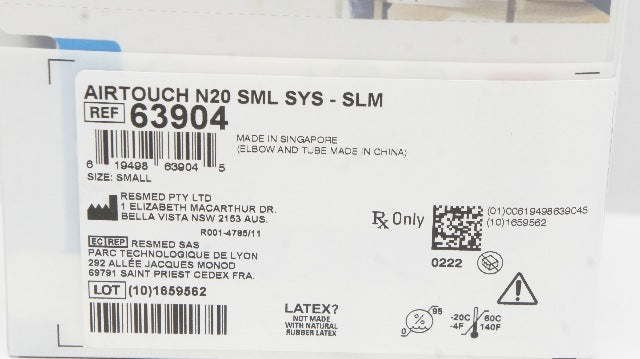 AIRTOUCH N20 SML SYS - SLM
REF 63904
MADE IN SINGAPORE
(ELBOW AND TUBE MADE IN CHINA)
6 19498 63904 5
SIZE: SMALL
RESMED PTY LTD
1 ELIZABETH MACARTHUR DR.
BELLA VISTA NSW 2153 AUS.
R001-4785/11
Rx Only
(01)00619498639045
(10)1659562
EC REP RESMED SAS
PARC TECHNOLOGIQUE DE LYON
292 ALLÉE JACQUES MONOD
69791 SAINT PRIEST CEDEX FRA.
0222
LOT (10)1659562
LATEX?
NOT MADE
WITH NATURAL
RUBBER LATEX
0 % 95
-20C 60C
-4F 140F